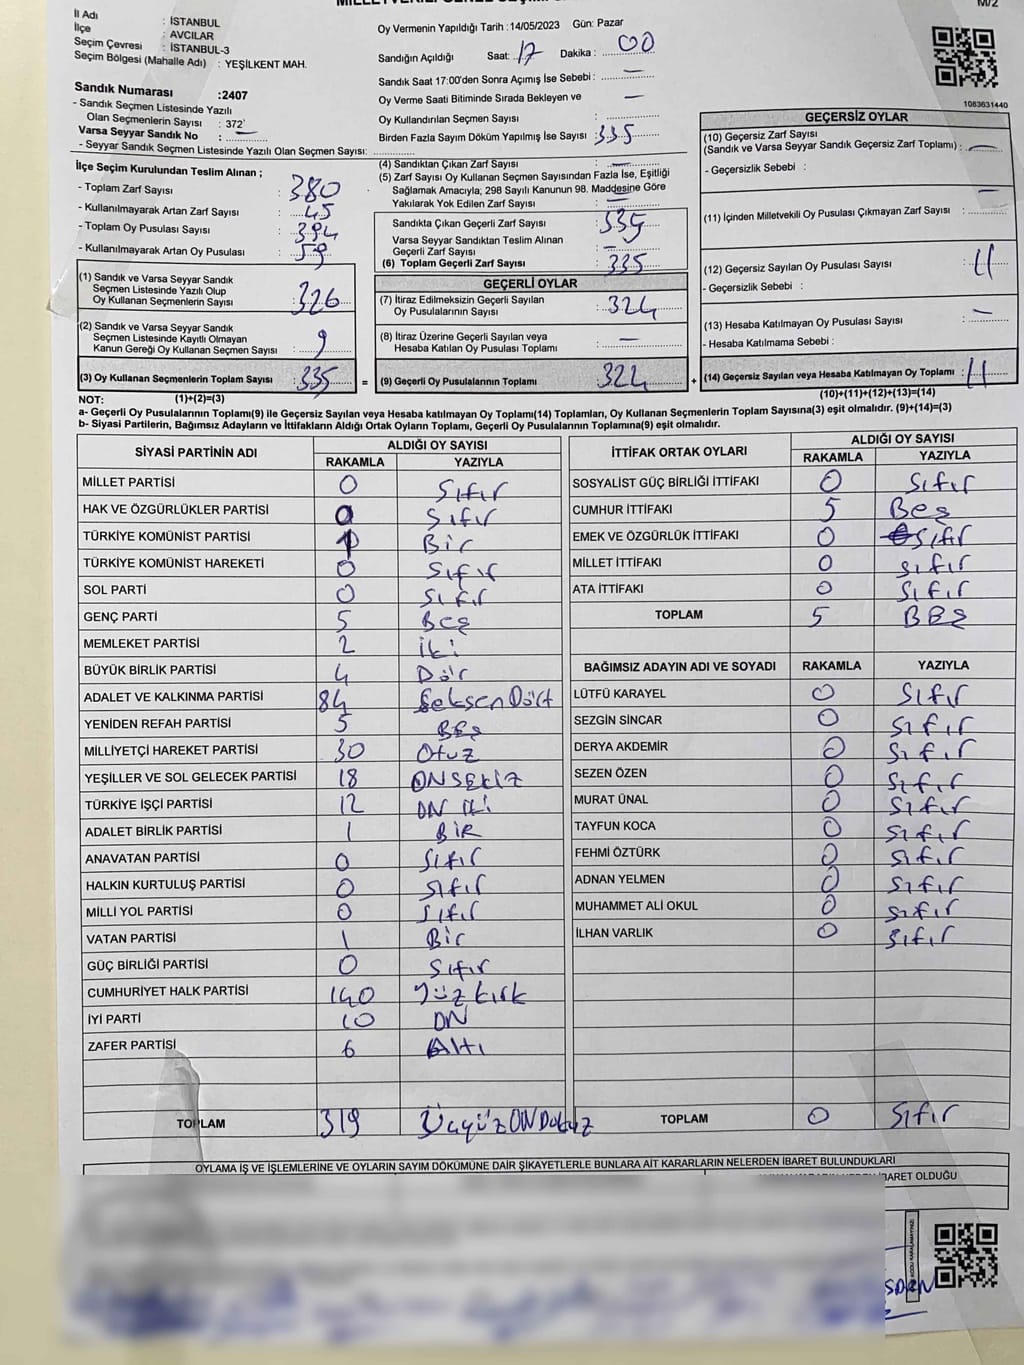 M/2
İl Adı : İSTANBUL
İlçe : AVCILAR
Seçim Çevresi : İSTANBUL-3
Seçim Bölgesi (Mahalle Adı) : YEŞİLKENT MAH.
Sandık Numarası :2407
- Sandık Seçmen Listesinde Yazılı
Olan Seçmenlerin Sayısı : 372
Varsa Seyyar Sandık No :
- Seyyar Sandık Seçmen Listesinde Yazılı Olan Seçmen Sayısı:
Oy Vermenin Yapıldığı Tarih : 14/05/2023 Gün: Pazar
Sandığın Açıldığı Saat: 17 Dakika : 00
Sandık Saat 17:00'den Sonra Açımış İse Sebebi : —
Oy Verme Saati Bitiminde Sırada Bekleyen ve
Oy Kullandırılan Seçmen Sayısı : —
Birden Fazla Sayım Döküm Yapılmış İse Sayısı : 335
1083631440
İlçe Seçim Kurulundan Teslim Alınan ;
- Toplam Zarf Sayısı : 380
- Kullanılmayarak Artan Zarf Sayısı : 45
- Toplam Oy Pusulası Sayısı : 394
- Kullanılmayarak Artan Oy Pusulası : 59
(1) Sandık ve Varsa Seyyar Sandık
Seçmen Listesinde Yazılı Olup
Oy Kullanan Seçmenlerin Sayısı : 326
(2) Sandık ve Varsa Seyyar Sandık
Seçmen Listesinde Kayıtlı Olmayan
Kanun Gereği Oy Kullanan Seçmen Sayısı : 9
(3) Oy Kullanan Seçmenlerin Toplam Sayısı : 335 =
(4) Sandıktan Çıkan Zarf Sayısı : —
(5) Zarf Sayısı Oy Kullanan Seçmen Sayısından Fazla İse, Eşitliği
Sağlamak Amacıyla; 298 Sayılı Kanunun 98. Maddesine Göre
Yakılarak Yok Edilen Zarf Sayısı : —
Sandıkta Çıkan Geçerli Zarf Sayısı : 335
Varsa Seyyar Sandıktan Teslim Alınan
Geçerli Zarf Sayısı : —
(6) Toplam Geçerli Zarf Sayısı : 335
GEÇERLİ OYLAR
(7) İtiraz Edilmeksizin Geçerli Sayılan
Oy Pusulalarının Sayısı : 324
(8) İtiraz Üzerine Geçerli Sayılan veya
Hesaba Katılan Oy Pusulası Toplamı : —
(9) Geçerli Oy Pusulalarının Toplamı : 324 +
GEÇERSİZ OYLAR
(10) Geçersiz Zarf Sayısı
(Sandık ve Varsa Seyyar Sandık Geçersiz Zarf Toplamı) : —
- Geçersizlik Sebebi :
(11) İçinden Milletvekili Oy Pusulası Çıkmayan Zarf Sayısı : —
(12) Geçersiz Sayılan Oy Pusulası Sayısı : 11
- Geçersizlik Sebebi :
(13) Hesaba Katılmayan Oy Pusulası Sayısı : —
- Hesaba Katılmama Sebebi :
(14) Geçersiz Sayılan veya Hesaba Katılmayan Oy Toplamı : 11
NOT: (1)+(2)=(3) (10)+(11)+(12)+(13)=(14)
a- Geçerli Oy Pusulalarının Toplamı(9) ile Geçersiz Sayılan veya Hesaba katılmayan Oy Toplamı(14) Toplamları, Oy Kullanan Seçmenlerin Toplam Sayısına(3) eşit olmalıdır. (9)+(14)=(3)
b- Siyasi Partilerin, Bağımsız Adayların ve İttifakların Aldığı Ortak Oyların Toplamı, Geçerli Oy Pusulalarının Toplamına(9) eşit olmalıdır.
SİYASİ PARTİNİN ADI ALDIĞI OY SAYISI
RAKAMLA YAZIYLA
MİLLET PARTİSİ 0 Sıfır
HAK VE ÖZGÜRLÜKLER PARTİSİ 0 Sıfır
TÜRKİYE KOMÜNİST PARTİSİ 1 Bir
TÜRKİYE KOMÜNİST HAREKETİ 0 Sıfır
SOL PARTİ 0 Sıfır
GENÇ PARTİ 5 Beş
MEMLEKET PARTİSİ 2 iki
BÜYÜK BİRLİK PARTİSİ 4 Dör
ADALET VE KALKINMA PARTİSİ 84 SeksenDört
YENİDEN REFAH PARTİSİ 5 BEŞ
MİLLİYETÇİ HAREKET PARTİSİ 30 Otuz
YEŞİLLER VE SOL GELECEK PARTİSİ 18 ONSEKİZ
TÜRKİYE İŞÇİ PARTİSİ 12 ON İKİ
ADALET BİRLİK PARTİSİ 1 BİR
ANAVATAN PARTİSİ 0 Sıfır
HALKIN KURTULUŞ PARTİSİ 0 Sıfır
MİLLİ YOL PARTİSİ 0 Sıfır
VATAN PARTİSİ 1 Bir
GÜÇ BİRLİĞİ PARTİSİ 0 Sıfır
CUMHURİYET HALK PARTİSİ 140 Yüz kırk
İYİ PARTİ 10 ON
ZAFER PARTİSİ 6 Altı
TOPLAM 319 ÜçyüzONDokuz
İTTİFAK ORTAK OYLARI ALDIĞI OY SAYISI
RAKAMLA YAZIYLA
SOSYALİST GÜÇ BİRLİĞİ İTTİFAKI 0 Sıfır
CUMHUR İTTİFAKI 5 Beş
EMEK VE ÖZGÜRLÜK İTTİFAKI 0 Sıfır
MİLLET İTTİFAKI 0 Sıfır
ATA İTTİFAKI 0 Sıfır
TOPLAM 5 BEŞ
BAĞIMSIZ ADAYIN ADI VE SOYADI RAKAMLA YAZIYLA
LÜTFÜ KARAYEL 0 Sıfır
SEZGİN SİNCAR 0 Sıfır
DERYA AKDEMİR 0 Sıfır
SEZEN ÖZEN 0 Sıfır
MURAT ÜNAL 0 Sıfır
TAYFUN KOCA 0 Sıfır
FEHMİ ÖZTÜRK 0 Sıfır
ADNAN YELMEN 0 Sıfır
MUHAMMET ALİ OKUL 0 Sıfır
İLHAN VARLIK 0 Sıfır
TOPLAM 0 Sıfır
OYLAMA İŞ VE İŞLEMLERİNE VE OYLARIN SAYIM DÖKÜMÜNE DAİR ŞİKAYETLERLE BUNLARA AİT KARARLARIN NELERDEN İBARET BULUNDUKLARI
BARET OLDUĞU